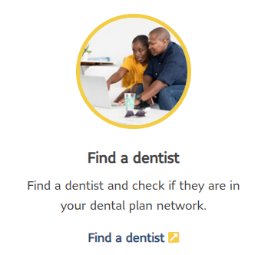 Find a dentist
Find a dentist and check if they are in
your dental plan network.
Find a dentist